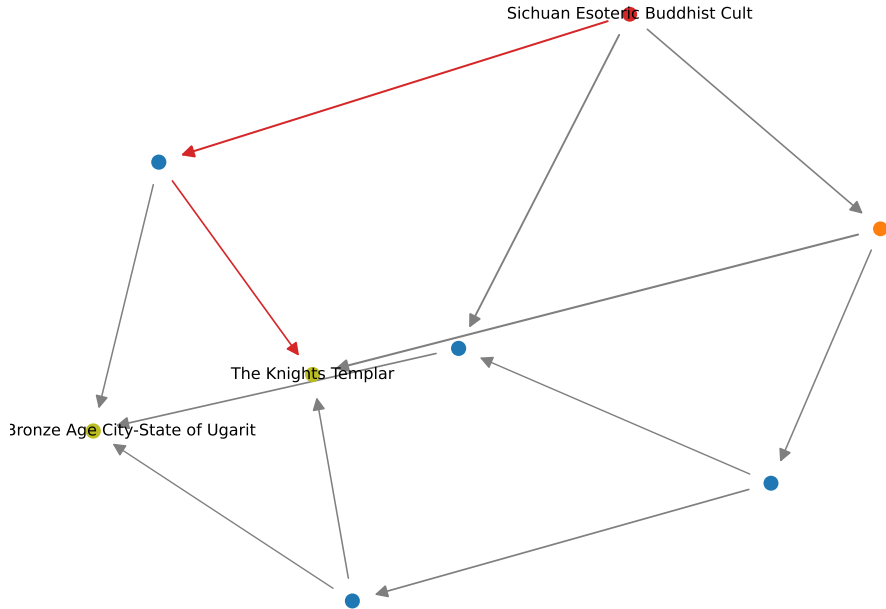 Sichuan Esoteric Buddhist Cult
The Knights Templar
Bronze Age City-State of Ugarit